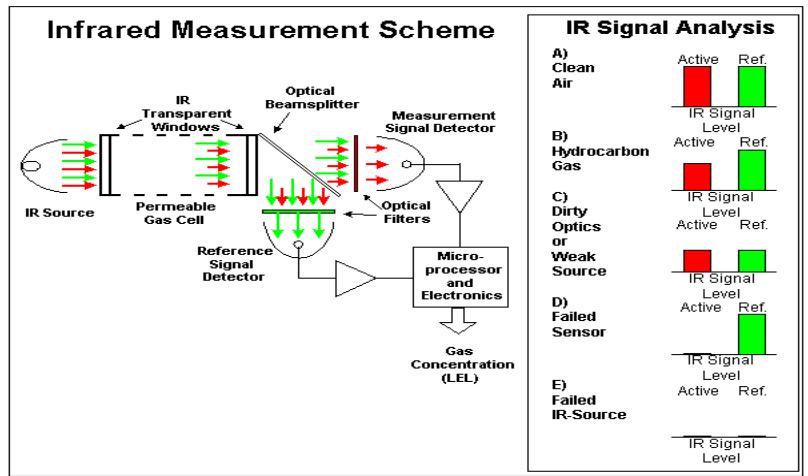 Infrared Measurement Scheme
IR
Transparent
Windows
Optical
Beamsplitter
Measurement
Signal Detector
IR Source
Permeable
Gas Cell
Optical
Filters
Reference
Signal
Detector
Micro-
processor
and
Electronics
Gas
Concentration
(LEL)
IR Signal Analysis
A)
Clean
Air
Active Ref.
IR Signal
Level
B)
Hydrocarbon
Gas
Active Ref.
IR Signal
Level
C)
Dirty
Optics
or
Weak
Source
Active Ref.
IR Signal
Level
D)
Failed
Sensor
Active Ref.
IR Signal
Level
E)
Failed
IR-Source
Active Ref.
IR Signal
Level